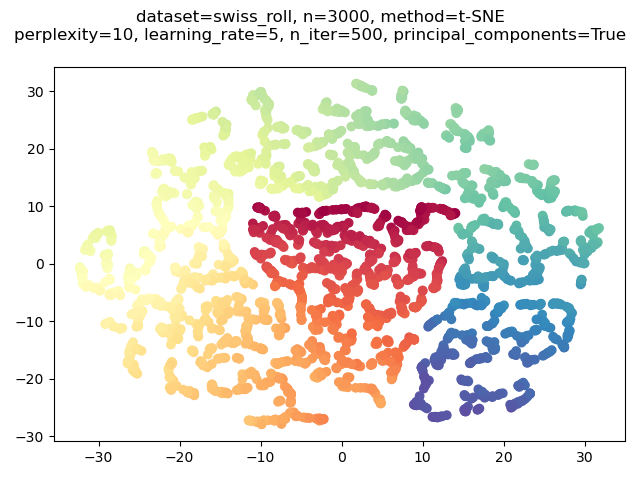 dataset=swiss_roll, n=3000, method=t-SNE
perplexity=10, learning_rate=5, n_iter=500, principal_components=True
30
20
10
0
−10
−20
−30
−30 −20 −10 0 10 20 30